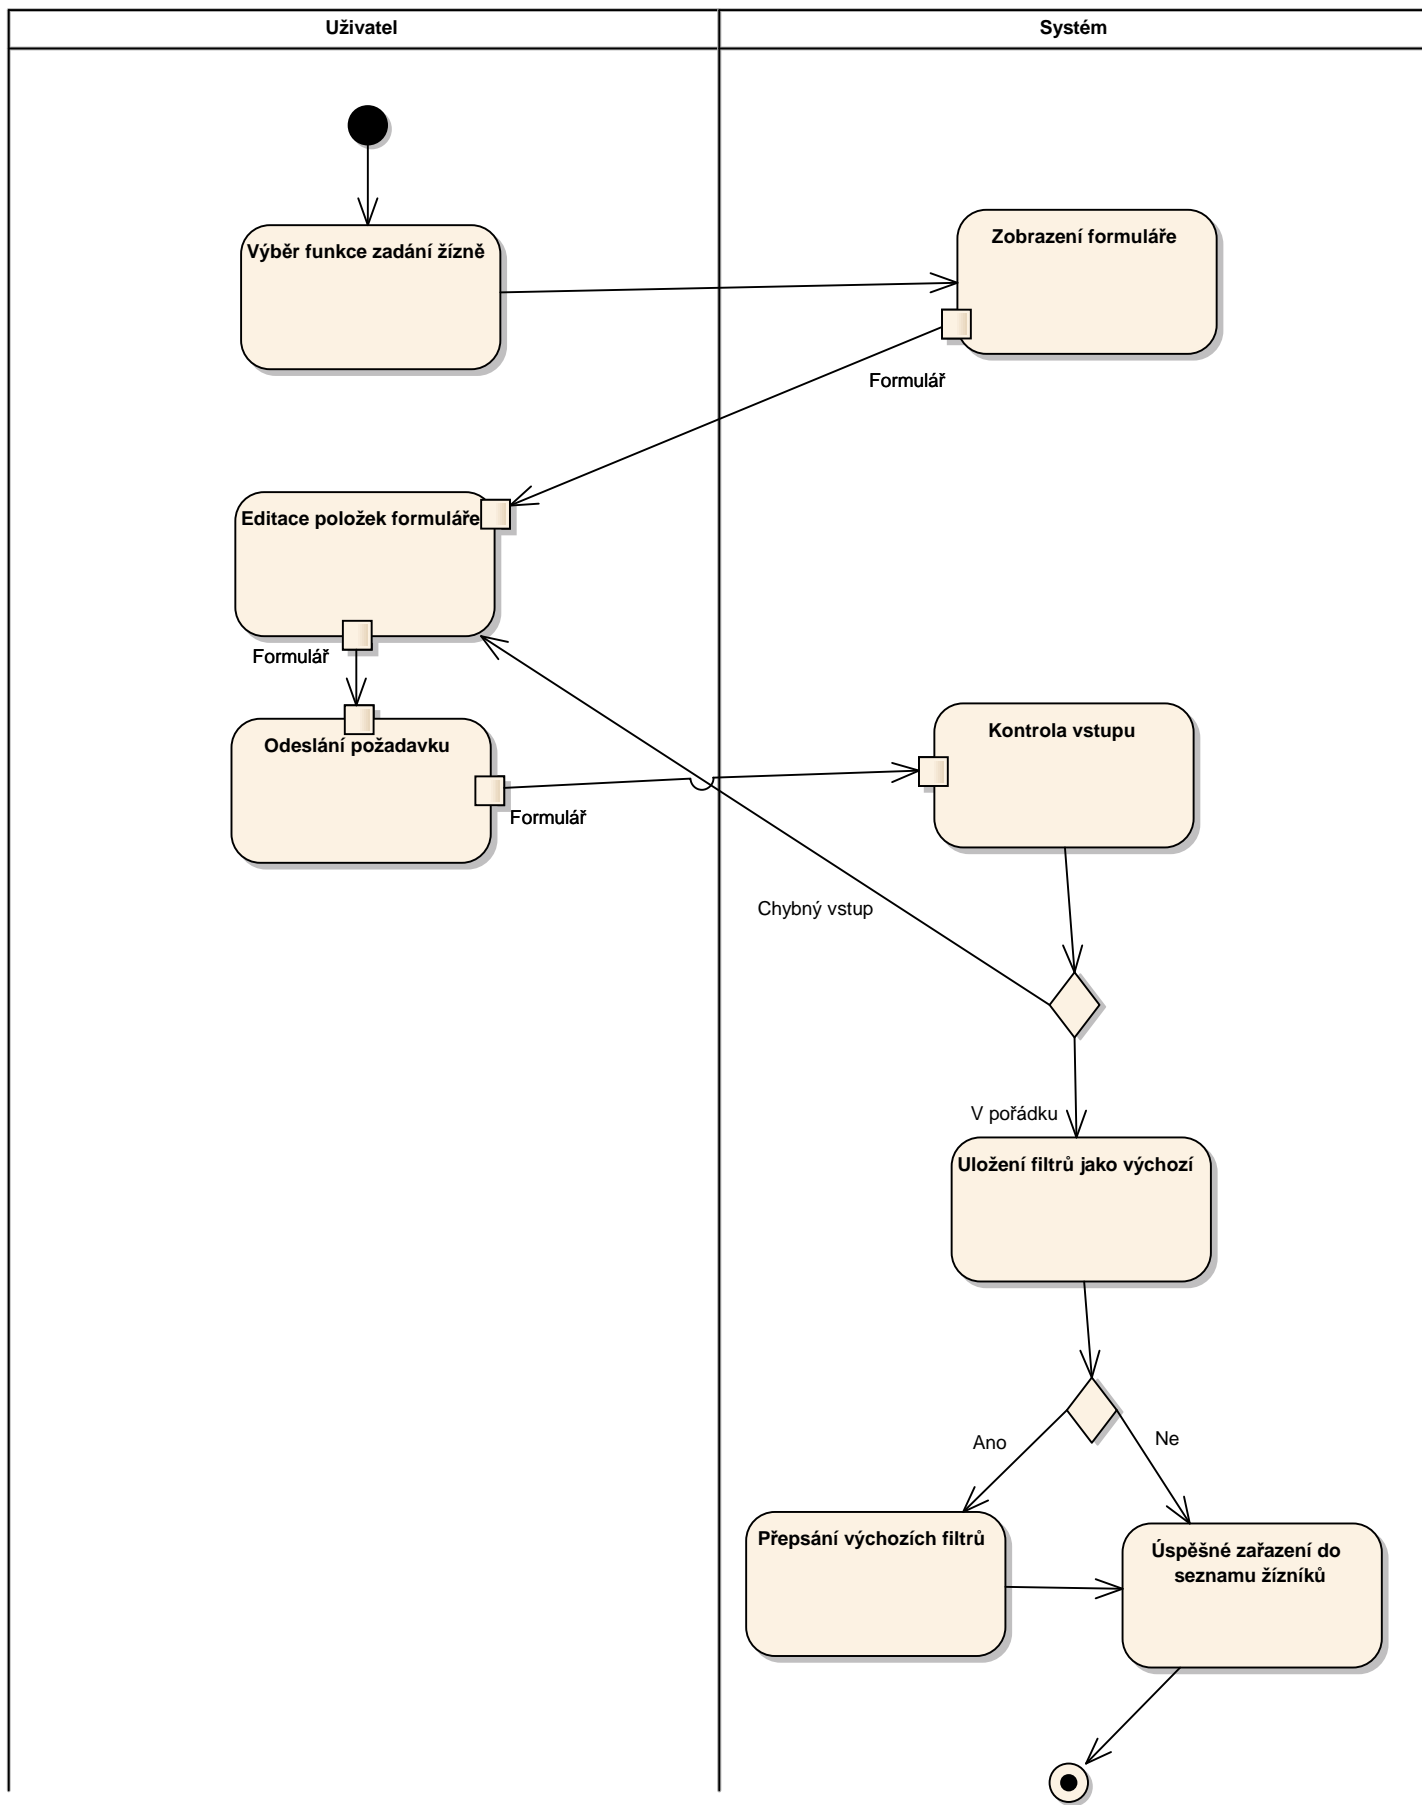 Uživatel
Systém
Výběr funkce zadání žízně
Zobrazení formuláře
Formulář
Editace položek formuláře
Formulář
Odeslání požadavku
Kontrola vstupu
Formulář
Chybný vstup
V pořádku
Uložení filtrů jako výchozí
Ano
Ne
Přepsání výchozích filtrů
Úspěšné zařazení do
seznamu žízníků